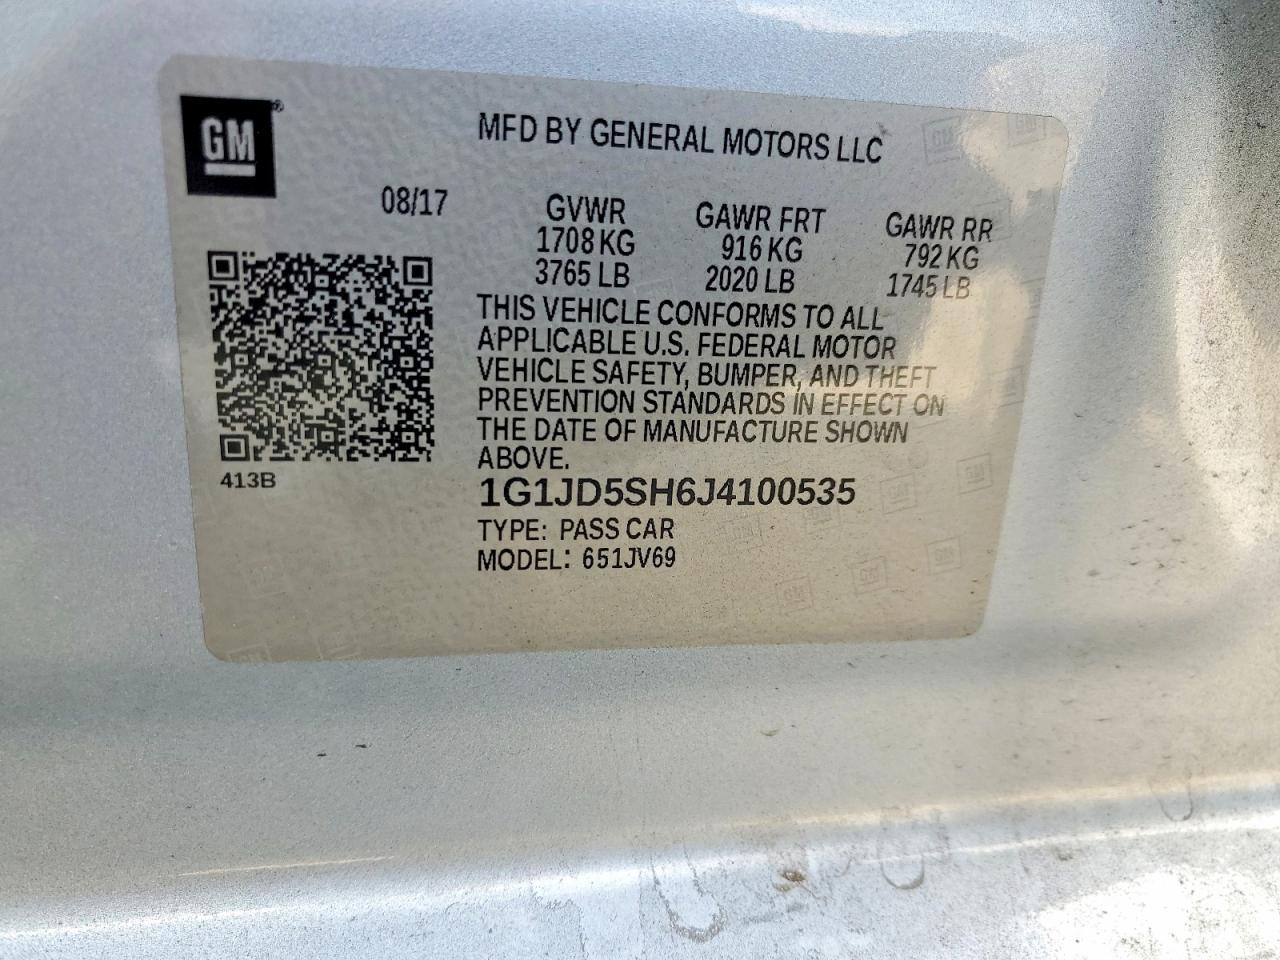 GM
MFD BY GENERAL MOTORS LLC
08/17
GVWR GAWR FRT GAWR RR
1708 KG 916 KG 792 KG
3765 LB 2020 LB 1745 LB
THIS VEHICLE CONFORMS TO ALL
APPLICABLE U.S. FEDERAL MOTOR
VEHICLE SAFETY, BUMPER, AND THEFT
PREVENTION STANDARDS IN EFFECT ON
THE DATE OF MANUFACTURE SHOWN
ABOVE.
413B
1G1JD5SH6J4100535
TYPE: PASS CAR
MODEL: 651JV69